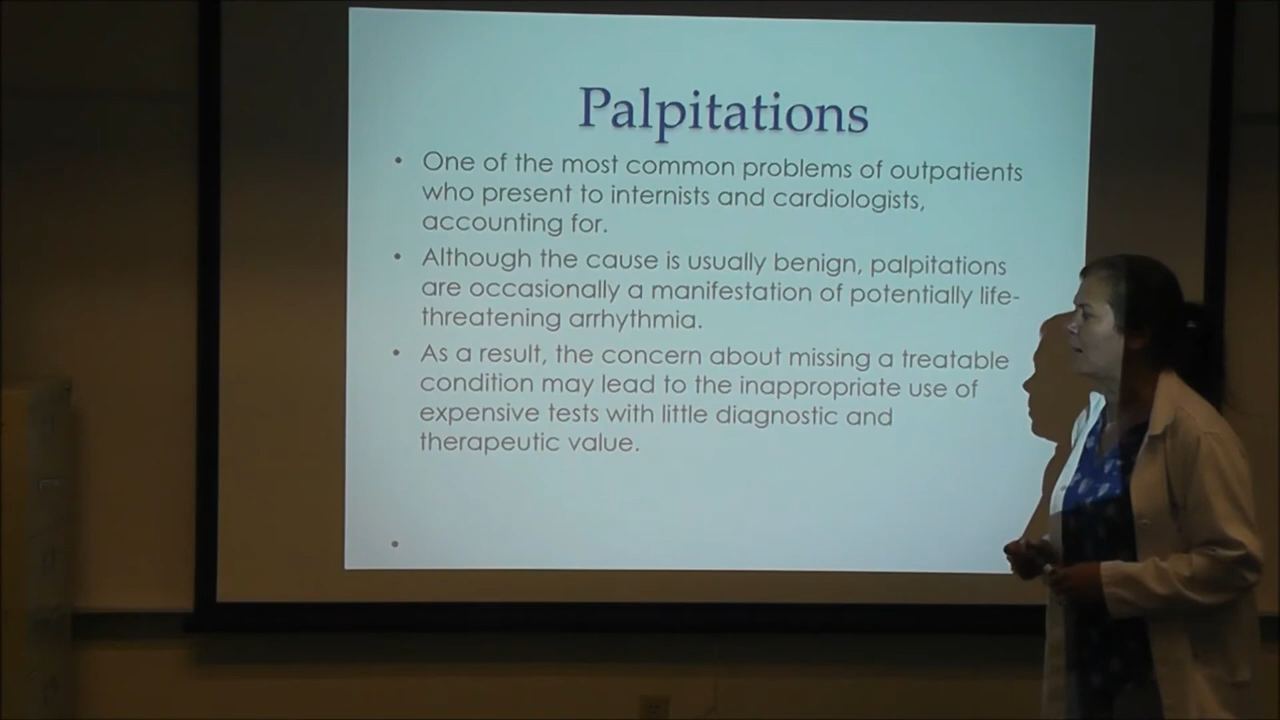 Palpitations
• One of the most common problems of outpatients
who present to internists and cardiologists,
accounting for.
• Although the cause is usually benign, palpitations
are occasionally a manifestation of potentially life-
threatening arrhythmia.
• As a result, the concern about missing a treatable
condition may lead to the inappropriate use of
expensive tests with little diagnostic and
therapeutic value.
•